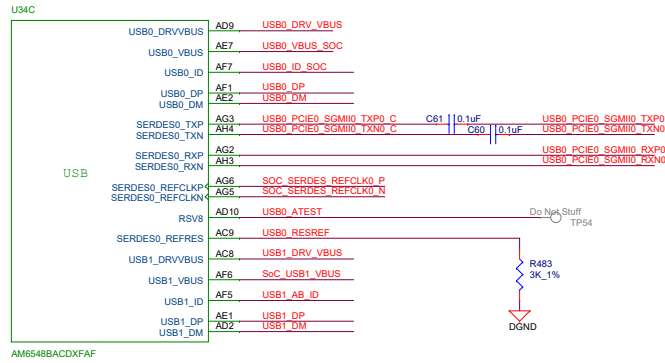 U34C
USB0_DRVVBUS AD9 USB0_DRV_VBUS
USB0_VBUS AE7 USB0_VBUS_SOC
USB0_ID AF7 USB0_ID_SOC
USB0_DP AF1 USB0_DP
USB0_DM AE2 USB0_DM
SERDES0_TXP AG3 USB0_PCIE0_SGMII0_TXP0_C C61 0.1uF USB0_PCIE0_SGMII0_TXP0
SERDES0_TXN AH4 USB0_PCIE0_SGMII0_TXN0_C C60 0.1uF USB0_PCIE0_SGMII0_TXN0
SERDES0_RXP AG2 USB0_PCIE0_SGMII0_RXP0
SERDES0_RXN AH3 USB0_PCIE0_SGMII0_RXN0
USB
SERDES0_REFCLKP AG6 SOC_SERDES_REFCLK0_P
SERDES0_REFCLKN AG5 SOC_SERDES_REFCLK0_N
RSV8 AD10 USB0_ATEST Do Not Stuff
TP54
SERDES0_REFRES AC9 USB0_RESREF
USB1_DRVVBUS AC8 USB1_DRV_VBUS
R483
3K_1%
USB1_VBUS AF6 SoC_USB1_VBUS
USB1_ID AF5 USB1_AB_ID
USB1_DP AE1 USB1_DP
USB1_DM AD2 USB1_DM
DGND
AM6548BACDXFAF